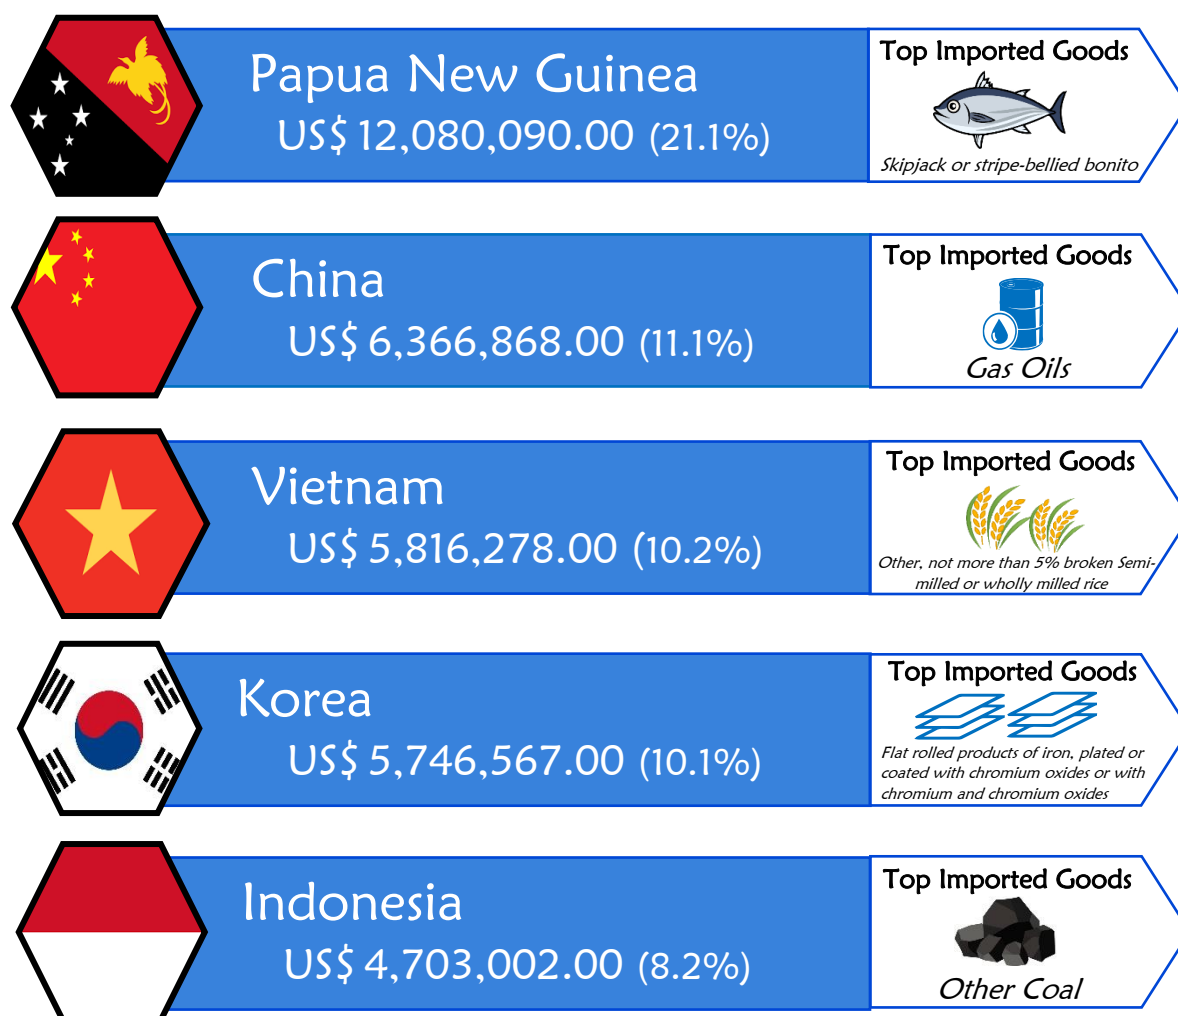 Papua New Guinea
US$ 12,080,090.00 (21.1%)
Top Imported Goods
Skipjack or stripe-bellied bonito
China
US$ 6,366,868.00 (11.1%)
Top Imported Goods
Gas Oils
Vietnam
US$ 5,816,278.00 (10.2%)
Top Imported Goods
Other, not more than 5% broken Semi-
milled or wholly milled rice
Korea
US$ 5,746,567.00 (10.1%)
Top Imported Goods
Flat rolled products of iron, plated or
coated with chromium oxides or with
chromium and chromium oxides
Indonesia
US$ 4,703,002.00 (8.2%)
Top Imported Goods
Other Coal